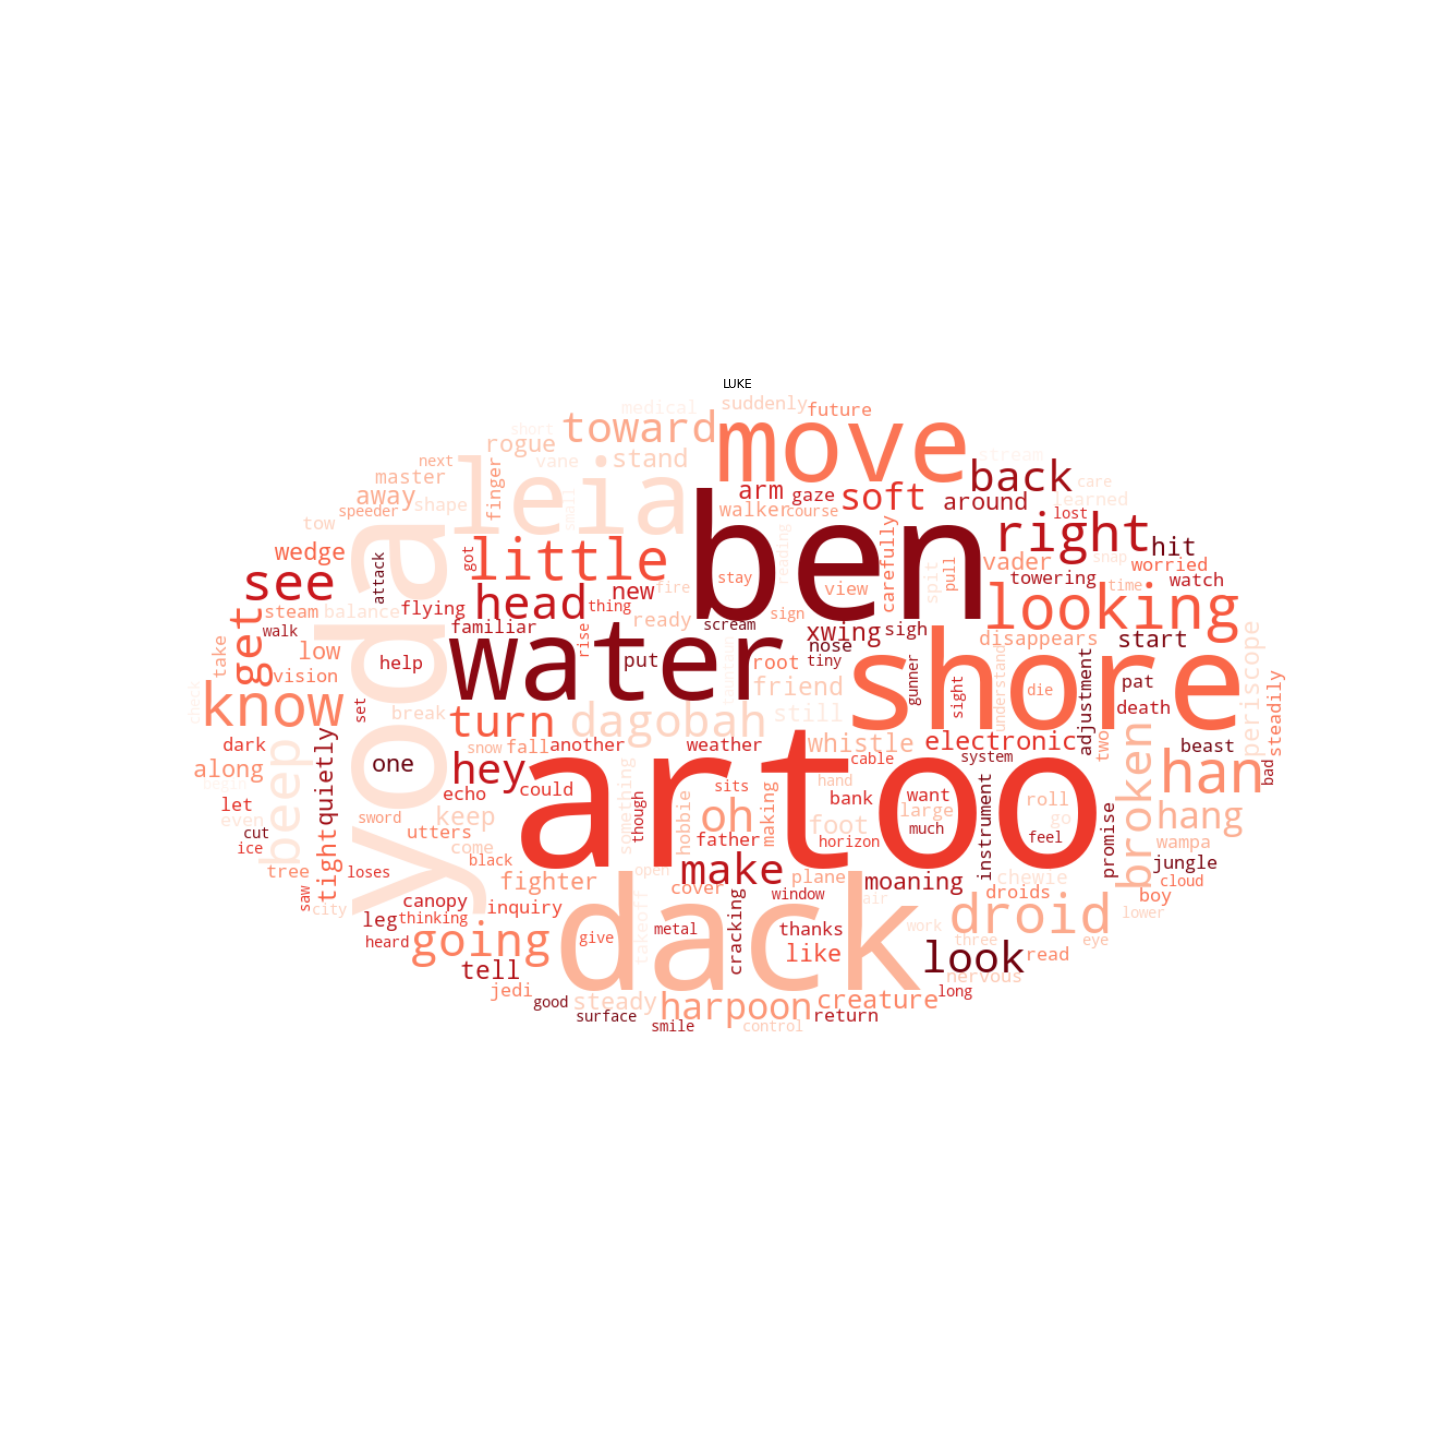 LUKE
medical
suddenly
future
short
toward
move
rogue
vane
stand
stream
next
master
finger
leia
back
care
away
shape
small
arm
gaze
soft
around
learned
speeder
walker
course
lost
tow
ben
right
hit
wedge
got
little
reading
carefully
vader
snap
worried
attack
stay
spit
pull
towering
time
watch
see
head
new
fire
view
looking
steam
balance
flying
thing
sign
familiar
ready
scream
xwing
sigh
disappears
start
walk
get
yoda
rise
water
nose
shore
understand
periscope
take
low
help
put
root
tiny
gunner
sight
die
adjustment
pat
vision
friend
death
know
set
break
dagobah
still
check
turn
steadily
dark
quietly
snow
fall
another
weather
whistle
electronic
two
beast
along
beep
one
hey
artoo
cable
system
broken
han
bad
hand
let
echo
could
something
sits
bank
want
roll
even
sword
keep
though
hobbie
oh
making
foot
large
go
instrument
promise
hang
cut
tight
utters
father
horizon
much
feel
wampa
ice
come
black
tree
loses
open
make
plane
moaning
chewie
jungle
saw
fighter
cover
window
air
droids
cloud
canopy
inquiry
dack
boy
city
leg
thinking
takeoff
metal
cracking
thanks
work
droid
lower
heard
going
give
like
three
look
read
eye
tell
nervous
jedi
good
steady
harpoon
creature
long
surface
smile
control
return